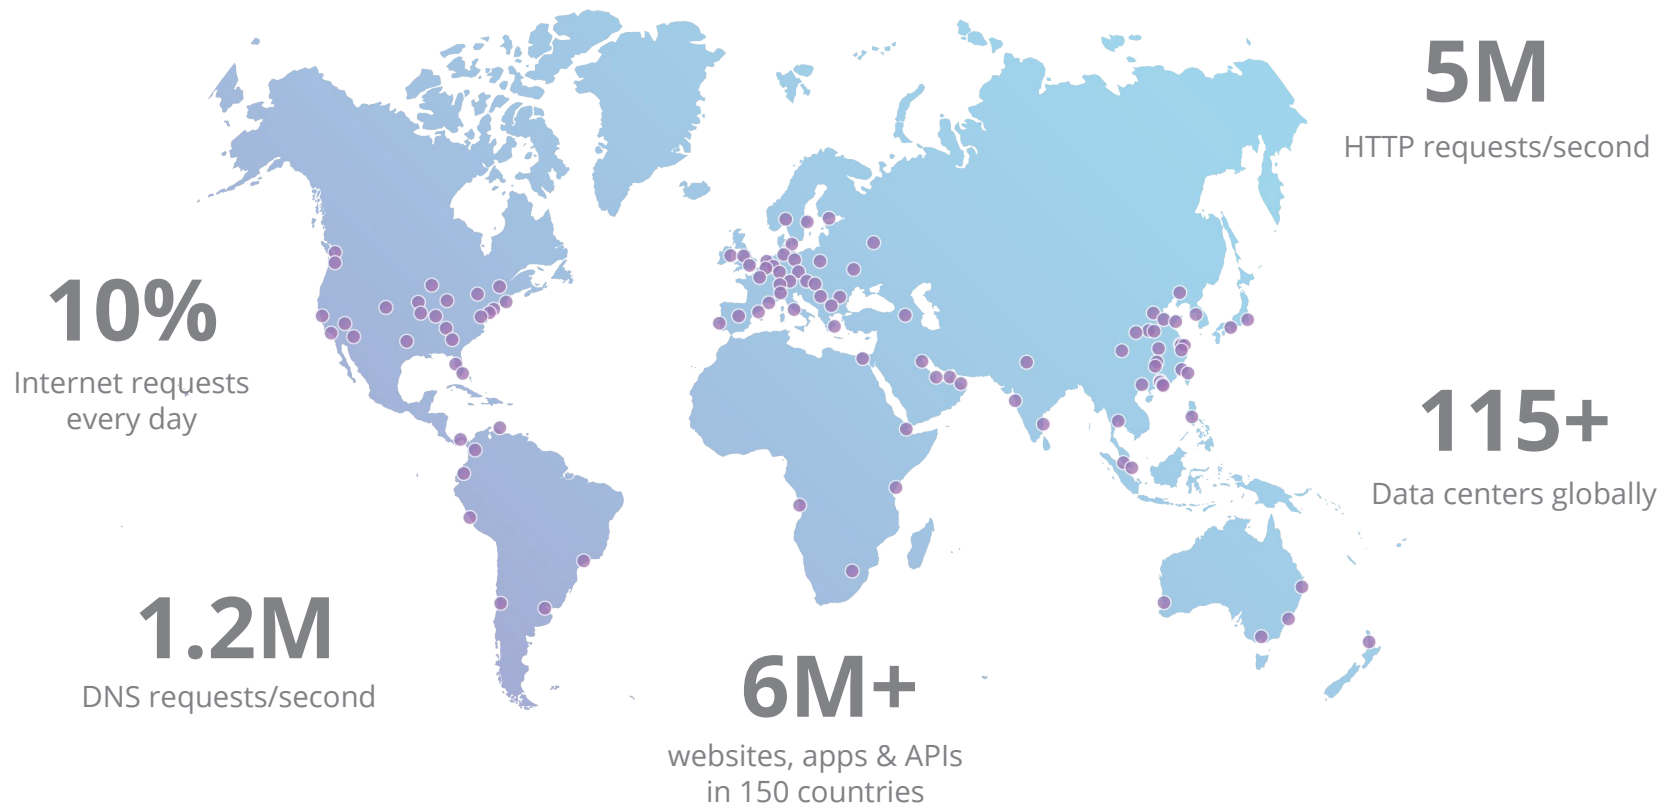 5M
HTTP requests/second
10%
Internet requests
every day
115+
Data centers globally
1.2M
DNS requests/second
6M+
websites, apps & APIs
in 150 countries